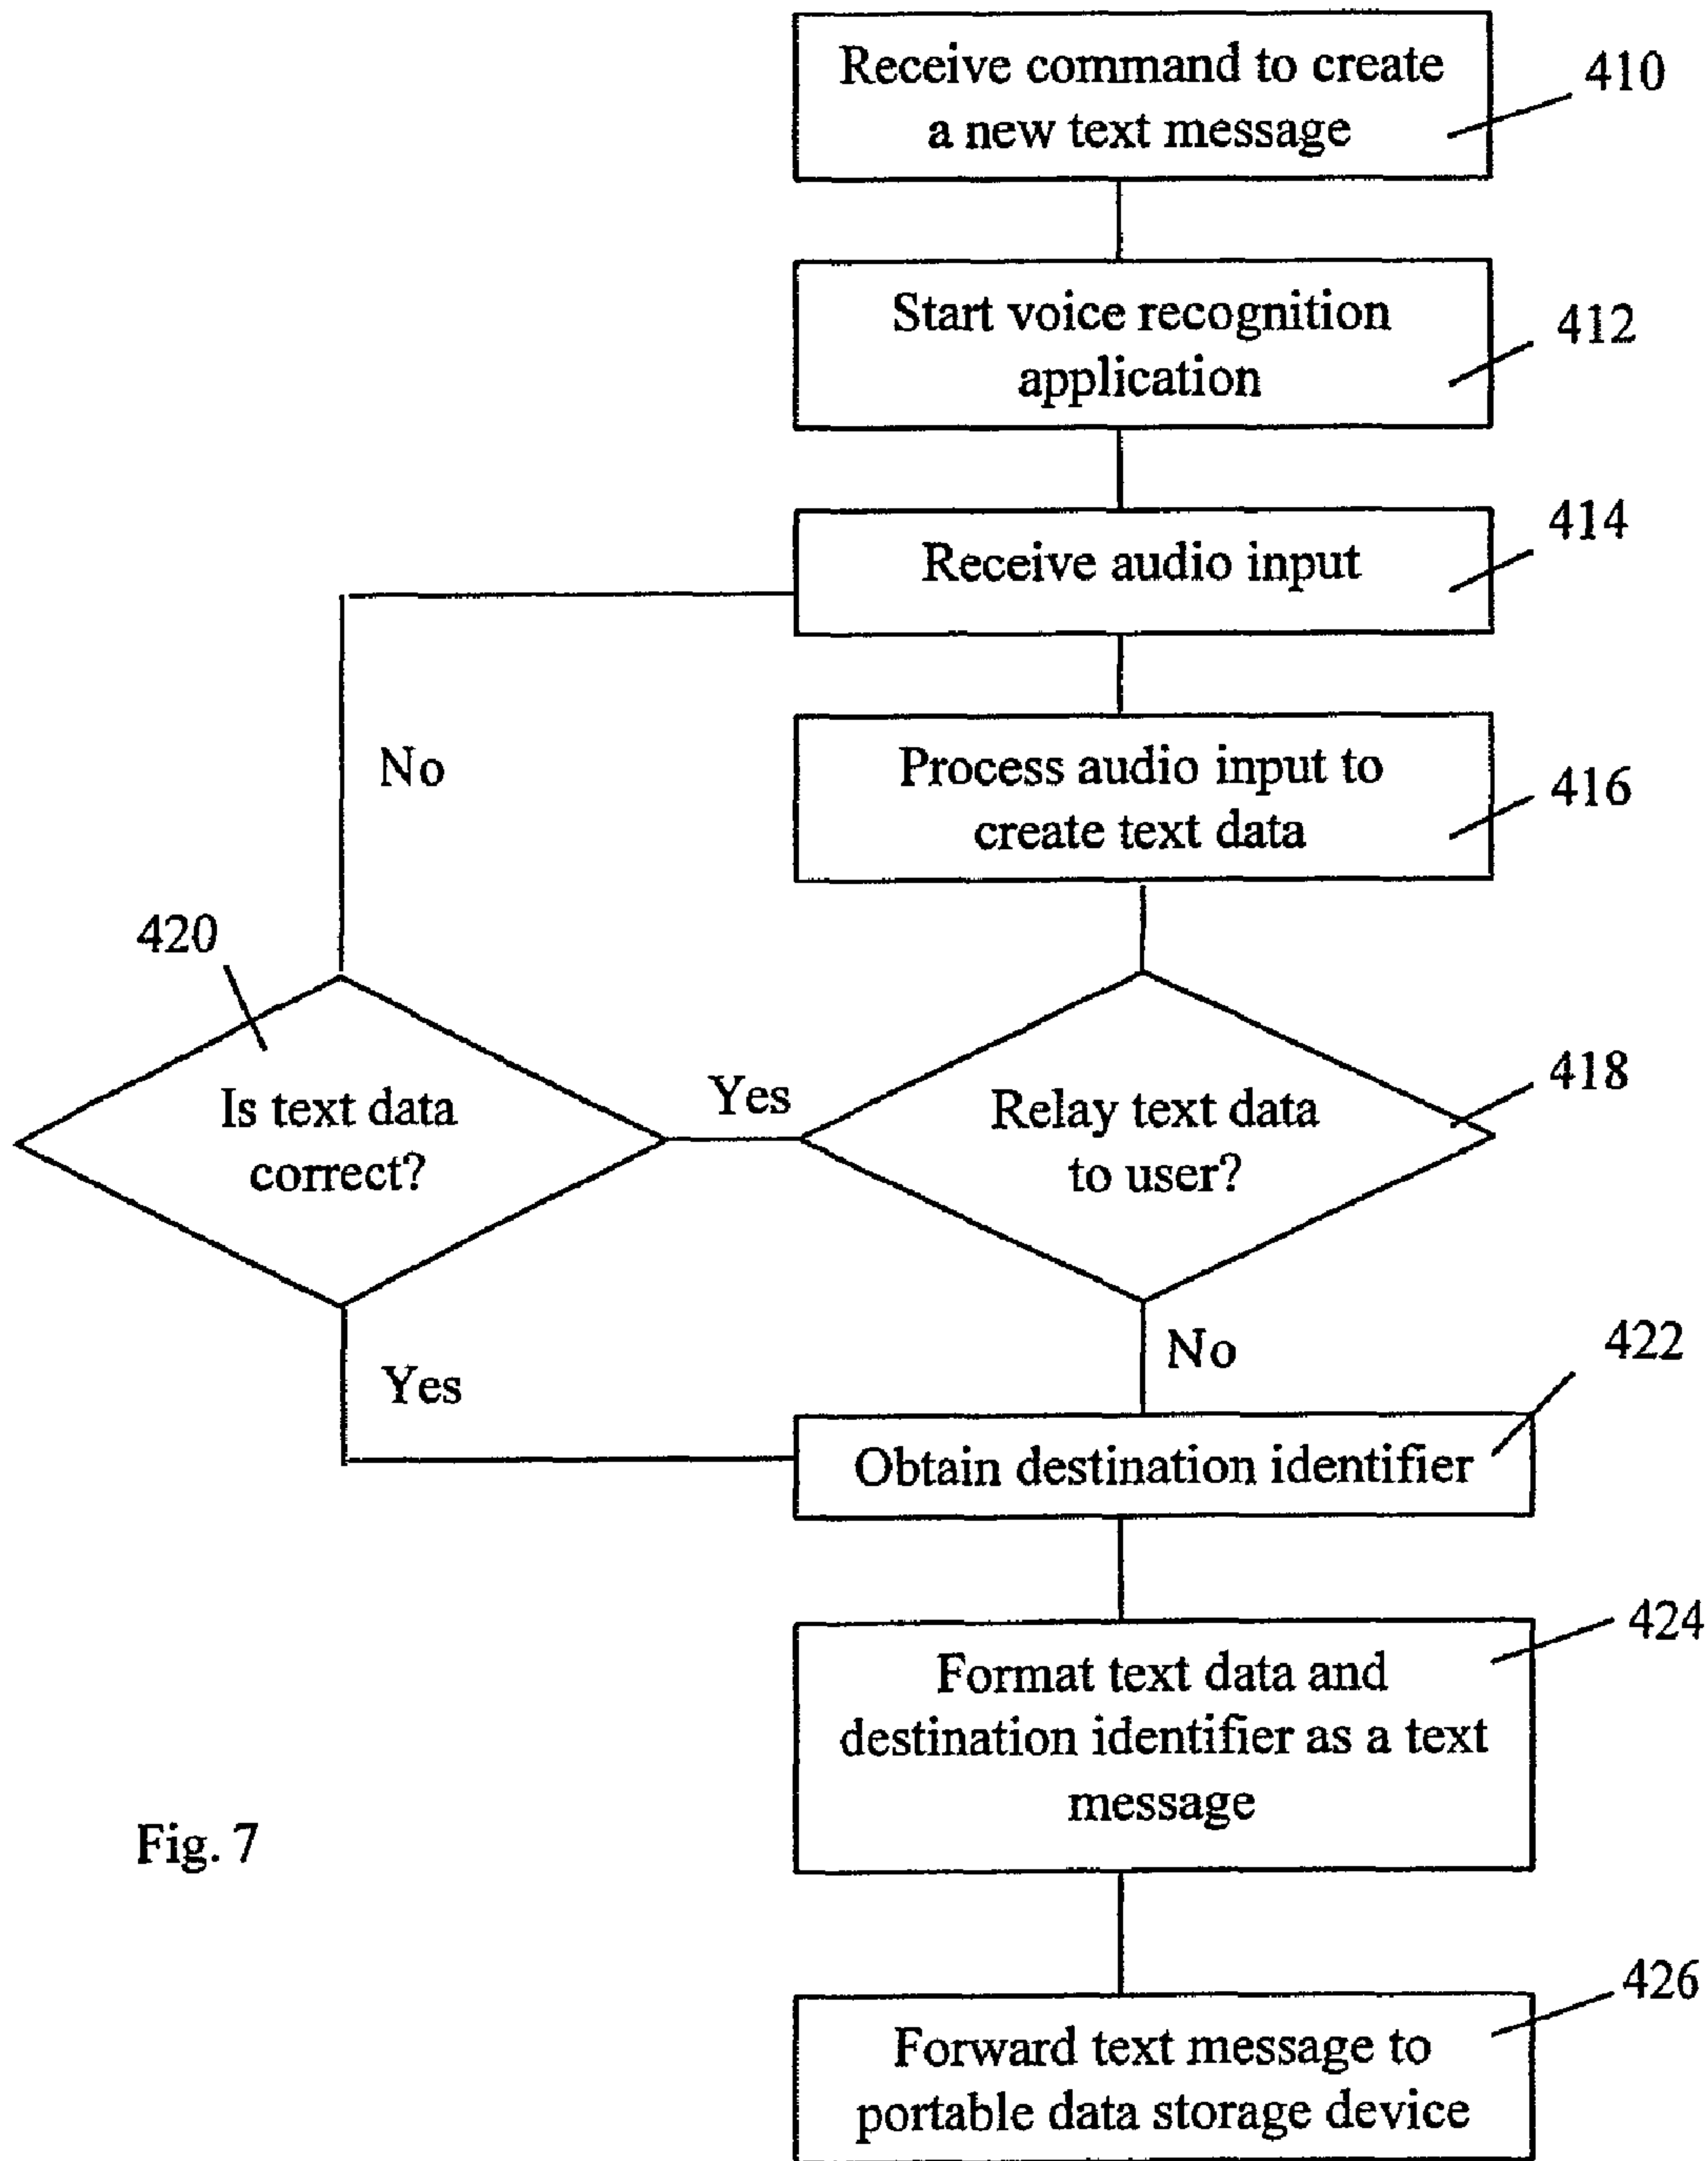 Receive command to create
a new text message
410
Start voice recognition
application
412
Receive audio input
414
No
Process audio input to
create text data
416
420
Is text data
correct?
Yes
Relay text data
to user?
418
Yes
No
422
Obtain destination identifier
424
Format text data and
destination identifier as a text
message
Fig. 7
426
Forward text message to
portable data storage device